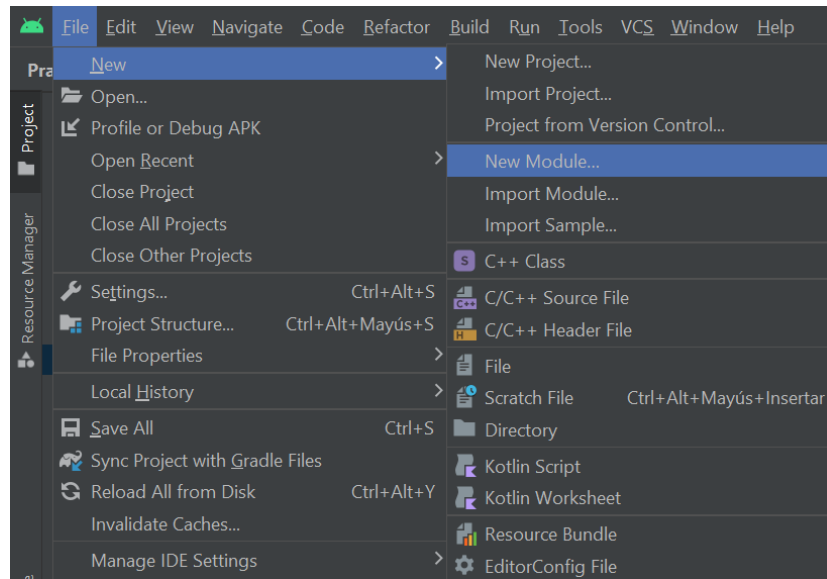 File Edit View Navigate Code Refactor Build Run Tools VCS Window Help
Pra
Project
Resource Manager
New
Open...
Profile or Debug APK
Open Recent
Close Project
Close All Projects
Close Other Projects
Settings... Ctrl+Alt+S
Project Structure... Ctrl+Alt+Mayús+S
File Properties
Local History
Save All Ctrl+S
Sync Project with Gradle Files
Reload All from Disk Ctrl+Alt+Y
Invalidate Caches...
Manage IDE Settings
New Project...
Import Project...
Project from Version Control...
New Module...
Import Module...
Import Sample...
S C++ Class
C++ C/C++ Source File
H C/C++ Header File
File
Scratch File Ctrl+Alt+Mayús+Insertar
Directory
Kotlin Script
Kotlin Worksheet
Resource Bundle
EditorConfig File